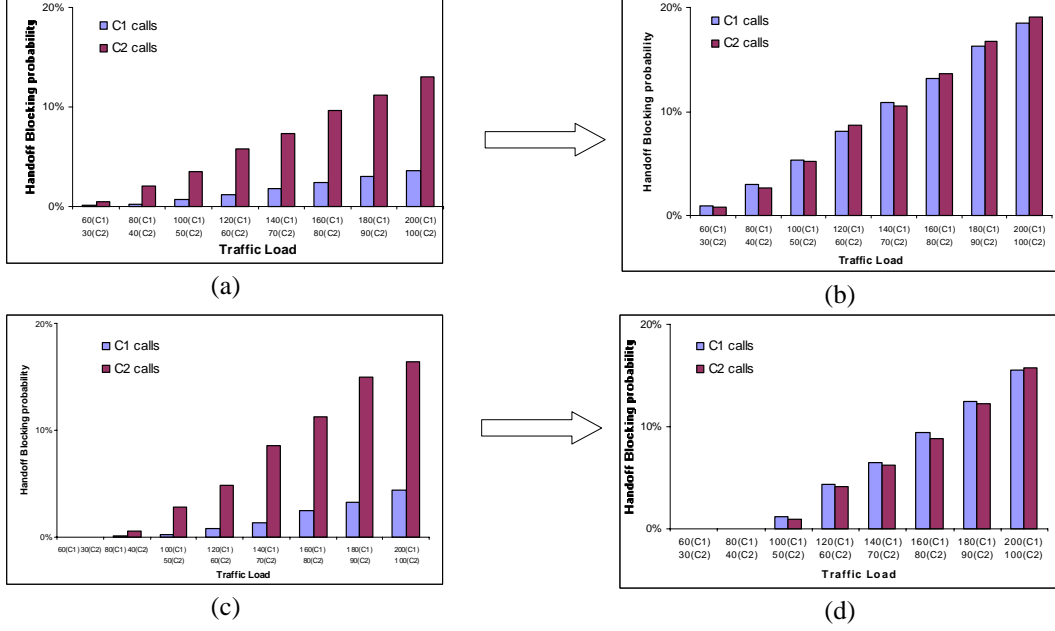 20%
10%
0%
Handoff Blocking probability
C1 calls
C2 calls
60(C1) 80(C1) 100(C1) 120(C1) 140(C1) 160(C1) 180(C1) 200(C1)
30(C2) 40(C2) 50(C2) 60(C2) 70(C2) 80(C2) 90(C2) 100(C2)
Traffic Load
(a)
20%
10%
0%
Handoff Blocking probability
C1 calls
C2 calls
60(C1) 80(C1) 100(C1) 120(C1) 140(C1) 160(C1) 180(C1) 200(C1)
30(C2) 40(C2) 50(C2) 60(C2) 70(C2) 80(C2) 90(C2) 100(C2)
Traffic Load
(b)
20%
10%
0%
Handoff Blocking probability
C1 calls
C2 calls
60(C1) 30(C2) 80(C1) 40(C2) 100(C1) 120(C1) 140(C1) 160(C1) 180(C1) 200(C1)
50(C2) 60(C2) 70(C2) 80(C2) 90(C2) 100(C2)
Traffic Load
(c)
20%
10%
0%
Handoff Blocking probability
C1 calls
C2 calls
60(C1) 80(C1) 100(C1) 120(C1) 140(C1) 160(C1) 180(C1) 200(C1)
30(C2) 40(C2) 50(C2) 60(C2) 70(C2) 80(C2) 90(C2) 100(C2)
Traffic Load
(d)